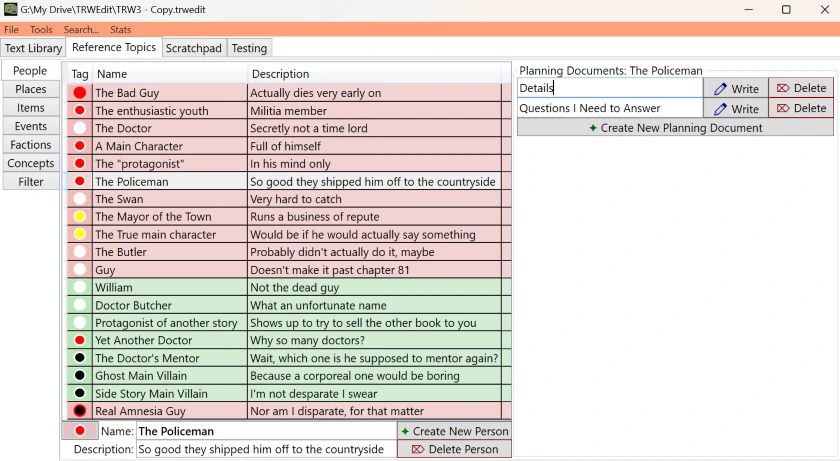 G:\My Drive\TRWEdit\TRW3 - Copy.trwedit
File Tools Search... Stats
Text Library Reference Topics Scratchpad Testing
People
Places
Items
Events
Factions
Concepts
Filter
Tag Name Description
The Bad Guy Actually dies very early on
The enthusiastic youth Militia member
The Doctor Secretly not a time lord
A Main Character Full of himself
The "protagonist" In his mind only
The Policeman So good they shipped him off to the countryside
The Swan Very hard to catch
The Mayor of the Town Runs a business of repute
The True main character Would be if he would actually say something
The Butler Probably didn't actually do it, maybe
Guy Doesn't make it past chapter 81
William Not the dead guy
Doctor Butcher What an unfortunate name
Protagonist of another story Shows up to try to sell the other book to you
Yet Another Doctor Why so many doctors?
The Doctor's Mentor Wait, which one is he supposed to mentor again?
Ghost Main Villain Because a corporeal one would be boring
Side Story Main Villain I'm not desparate I swear
Real Amnesia Guy Nor am I disparate, for that matter
Name: The Policeman Create New Person
Description: So good they shipped him off to the countryside Delete Person
Planning Documents: The Policeman
Details Write Delete
Questions I Need to Answer Write Delete
Create New Planning Document